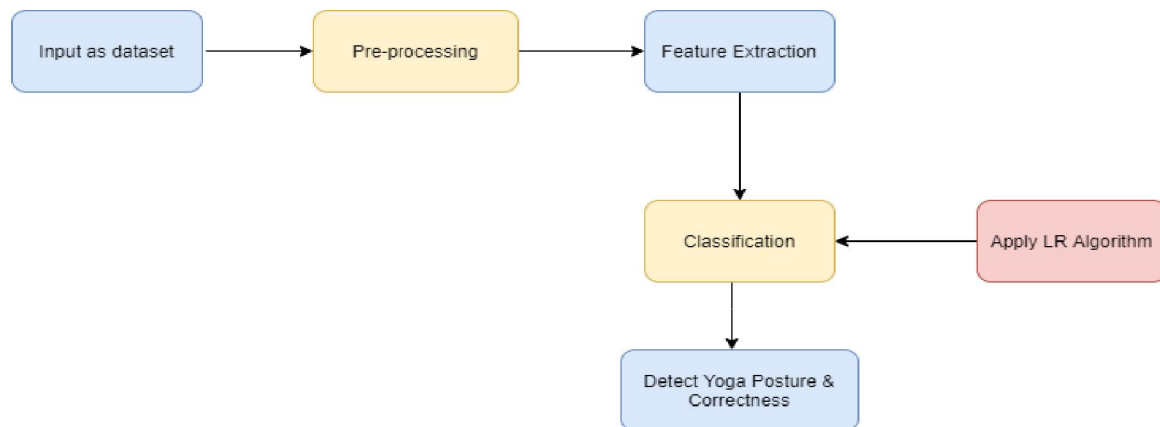 Input as dataset
Pre-processing
Feature Extraction
Classification
Apply LR Algorithm
Detect Yoga Posture &
Correctness